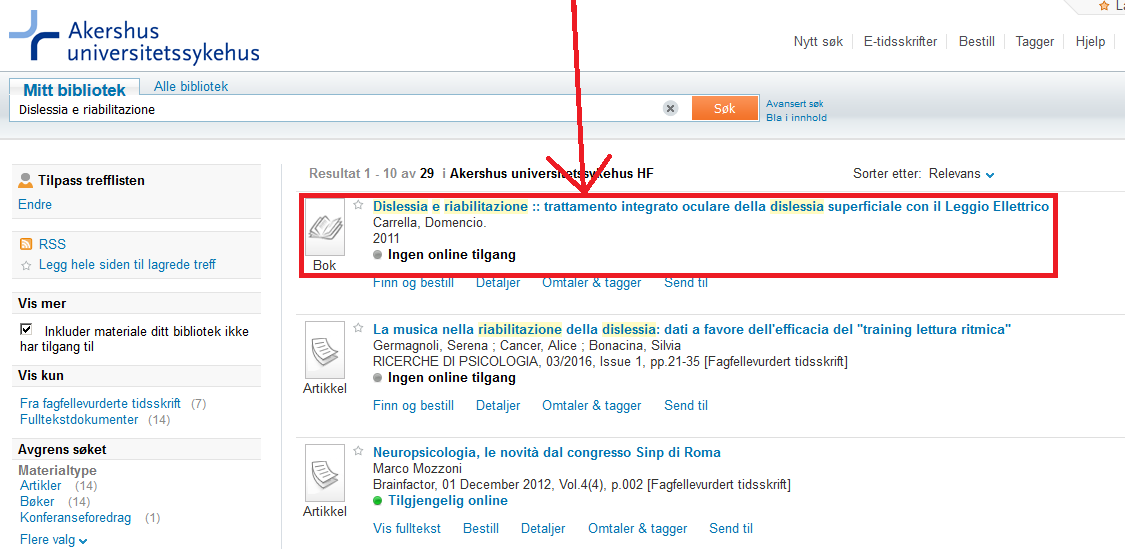 Akershus
universitetssykehus
Nytt søk E-tidsskrifter Bestill Tagger Hjelp
Mitt bibliotek Alle bibliotek
Dislessia e riabilitazione
Søk
Avansert søk
Bla i innhold
Tilpass trefflisten
Endre
RSS
Legg hele siden til lagrede treff
Vis mer
Inkluder materiale ditt bibliotek ikke
har tilgang til
Vis kun
Fra fagfellevurderte tidsskrift (7)
Fulltekstdokumenter (14)
Avgrens søket
Materialtype
Artikler (14)
Bøker (14)
Konferanseforedrag (1)
Flere valg
Resultat 1 - 10 av 29 i Akershus universitetssykehus HF
Sorter etter: Relevans
Dislessia e riabilitazione :: trattamento integrato oculare della dislessia superficiale con il Leggio Ellettrico
Carrella, Domencio.
2011
Ingen online tilgang
Bok
Finn og bestill Detaljer Omtaler & tagger Send til
La musica nella riabilitazione della dislessia: dati a favore dell'efficacia del "training lettura ritmica"
Germagnoli, Serena ; Cancer, Alice ; Bonacina, Silvia
RICERCHE DI PSICOLOGIA, 03/2016, Issue 1, pp.21-35 [Fagfellevurdert tidsskrift]
Ingen online tilgang
Artikkel
Finn og bestill Detaljer Omtaler & tagger Send til
Neuropsicologia, le novità dal congresso Sinp di Roma
Marco Mozzoni
Brainfactor, 01 December 2012, Vol.4(4), p.002 [Fagfellevurdert tidsskrift]
Tilgjengelig online
Artikkel
Vis fulltekst Bestill Detaljer Omtaler & tagger Send til